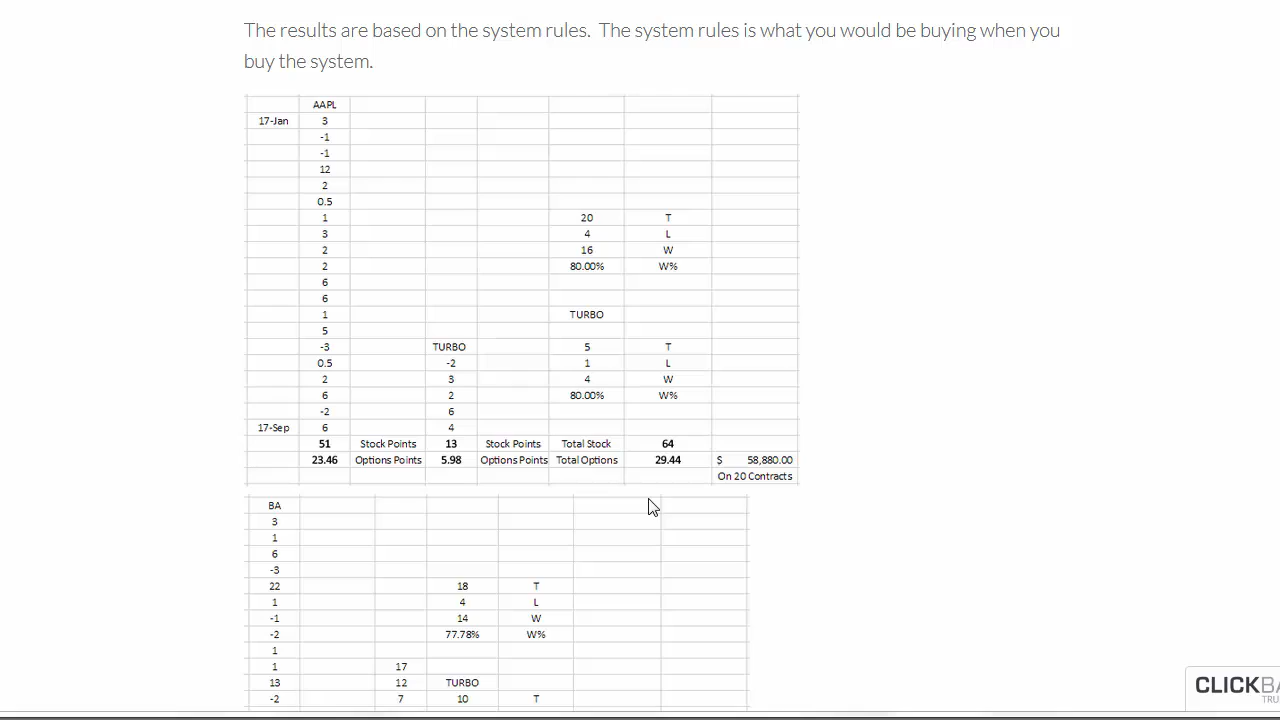 The results are based on the system rules.  The system rules is what you would be buying when you
buy the system.
AAPL
17-Jan 3
-1
-1
12
2
0.5
1 20 T
3 4 L
2 16 W
2 80.00% W%
6
6
1 TURBO
5
-3 TURBO 5 T
0.5 -2 1 L
2 3 4 W
6 2 80.00% W%
-2 6
17-Sep 6 4
51 Stock Points 13 Stock Points Total Stock 64
23.46 Options Points 5.98 Options Points Total Options 29.44 $ 58,880.00
On 20 Contracts
BA
3
1
6
-3
22 18 T
1 4 L
-1 14 W
-2 77.78% W%
1
1 17
13 12 TURBO
-2 7 10 T